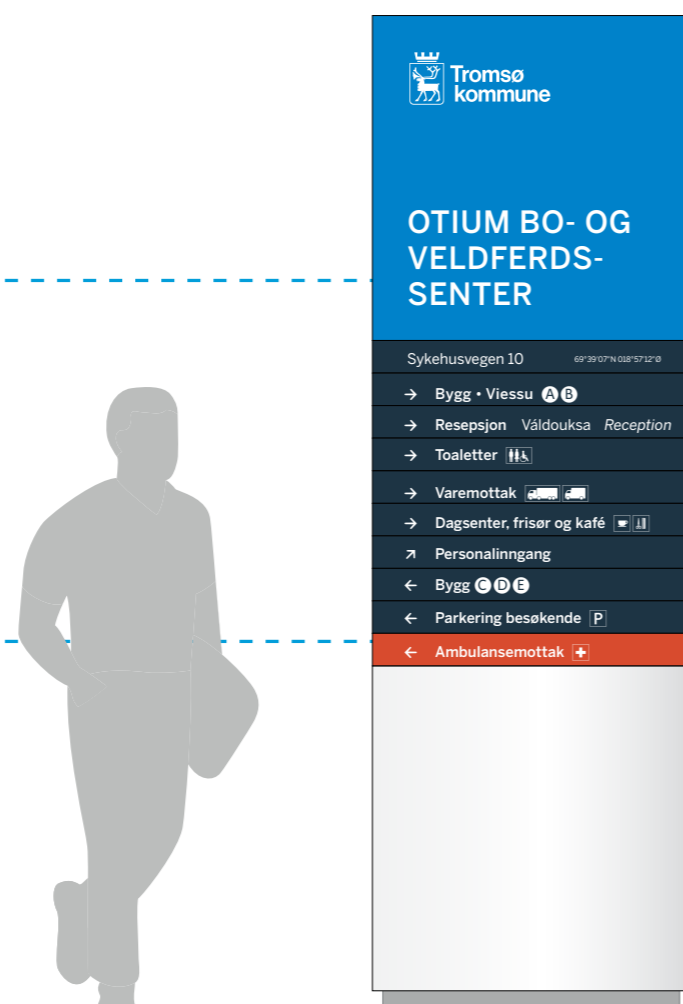 Tromsø
kommune
OTIUM BO- OG
VELDFERDS-
SENTER
Sykehusvegen 10 69°39'07"N 018°57'12"Ø
→ Bygg • Viessu A B
→ Resepsjon Váldouksa Reception
→ Toaletter
→ Varemottak
→ Dagsenter, frisør og kafé
↗ Personalinngang
← Bygg C D E
← Parkering besøkende P
← Ambulansemottak